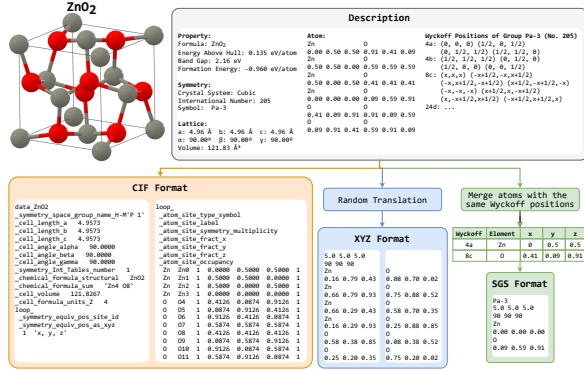 ZnO₂
Description
Property:
Formula: ZnO₂
Energy Above Hull: 0.135 eV/atom
Band Gap: 2.16 eV
Formation Energy: -0.960 eV/atom
Symmetry:
Crystal System: Cubic
International Number: 205
Symbol: Pa-3
Lattice:
a: 4.96 Å b: 4.96 Å c: 4.96 Å
α: 90.00º β: 90.00º γ: 90.00º
Volume: 121.83 Å³
Atom:
Zn O
0.00 0.50 0.50 0.91 0.41 0.09
Zn O
0.50 0.50 0.00 0.59 0.59 0.59
Zn O
0.50 0.00 0.50 0.41 0.41 0.41
Zn O
0.00 0.00 0.00 0.09 0.59 0.91
O O
0.41 0.09 0.91 0.91 0.09 0.59
O O
0.09 0.91 0.41 0.59 0.91 0.09
Wyckoff Positions of Group Pa-3 (No. 205)
4a: (0, 0, 0) (1/2, 0, 1/2)
(0, 1/2, 1/2) (1/2, 1/2, 0)
4b: (1/2, 1/2, 1/2) (0, 1/2, 0)
(1/2, 0, 0) (0, 0, 1/2)
8c: (x,x,x) (-x+1/2,-x,x+1/2)
(-x,x+1/2,-x+1/2) (x+1/2,-x+1/2,-x)
(-x,-x,-x) (x+1/2,x,-x+1/2)
(x,-x+1/2,x+1/2) (-x+1/2,x+1/2,x)
24d: ...
CIF Format
data_ZnO2
_symmetry_space_group_name_H-M'P 1'
_cell_length_a 4.9573
_cell_length_b 4.9573
_cell_length_c 4.9573
_cell_angle_alpha 90.0000
_cell_angle_beta 90.0000
_cell_angle_gamma 90.0000
_symmetry_Int_Tables_number 1
_chemical_formula_structural ZnO2
_chemical_formula_sum 'Zn4 O8'
_cell_volume 121.8267
_cell_formula_units_Z 4
loop_
_symmetry_equiv_pos_site_id
_symmetry_equiv_pos_as_xyz
1 'x, y, z'
loop_
_atom_site_type_symbol
_atom_site_label
_atom_site_symmetry_multiplicity
_atom_site_fract_x
_atom_site_fract_y
_atom_site_fract_z
_atom_site_occupancy
Zn Zn0 1 0.0000 0.5000 0.5000 1
Zn Zn1 1 0.5000 0.5000 0.0000 1
Zn Zn2 1 0.5000 0.0000 0.5000 1
Zn Zn3 1 0.0000 0.0000 0.0000 1
O O4 1 0.4126 0.0874 0.9126 1
O O5 1 0.0874 0.9126 0.4126 1
O O6 1 0.9126 0.4126 0.0874 1
O O7 1 0.5874 0.5874 0.5874 1
O O8 1 0.4126 0.4126 0.4126 1
O O9 1 0.0874 0.5874 0.9126 1
O O10 1 0.9126 0.0874 0.5874 1
O O11 1 0.5874 0.9126 0.0874 1
Random Translation
XYZ Format
5.0 5.0 5.0
90 90 90
Zn
0.16 0.79 0.43
Zn
0.66 0.79 0.93
Zn
0.66 0.29 0.43
Zn
0.16 0.29 0.93
O
0.58 0.38 0.85
O
0.25 0.20 0.35
O
0.08 0.70 0.02
O
0.75 0.88 0.52
O
0.58 0.70 0.35
O
0.25 0.88 0.85
O
0.08 0.38 0.52
O
0.75 0.20 0.02
Merge atoms with the
same Wyckoff positions
Wyckoff Element x y z
4a Zn 0 0.5 0.5
8c O 0.41 0.09 0.91
SGS Format
Pa-3
5.0 5.0 5.0
90 90 90
Zn
0.00 0.00 0.00
O
0.09 0.59 0.91